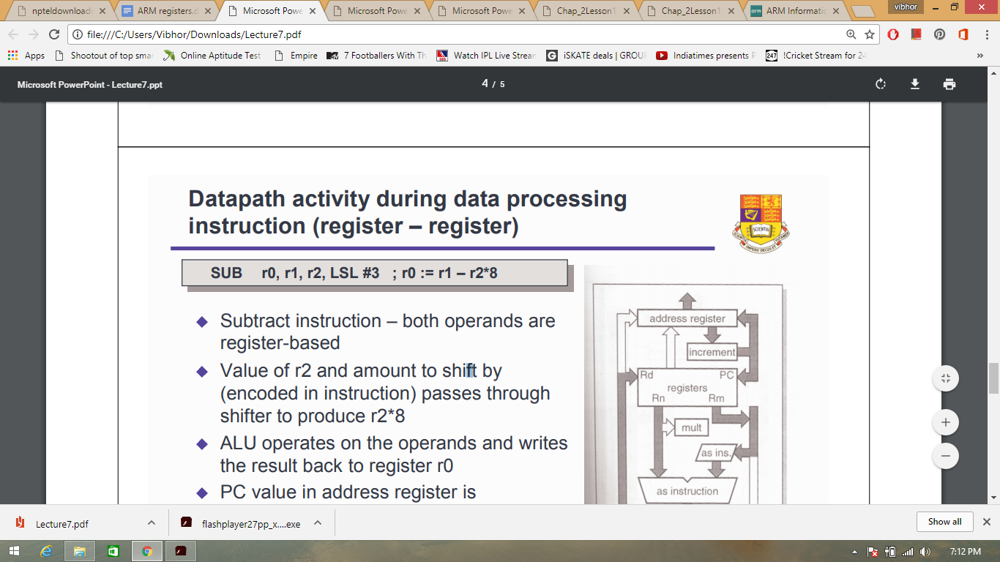 npteldownload:
ARM registers.d
Microsoft Powe
Microsoft Powe
Microsoft Powe
Chap_2Lesson1
Chap_2Lesson1
arm
ARM Informatic
vibhor
file:///C:/Users/Vibhor/Downloads/Lecture7.pdf
Apps
Shootout of top smar
Online Aptitude Test
Empire
7 Footballers With Th
Watch IPL Live Stream
iSKATE deals | GROUP
Indiatimes presents P
247
!Cricket Stream for 24
»
Microsoft PowerPoint - Lecture7.ppt
4 / 5
Datapath activity during data processing
instruction (register – register)
SCIENTIA
SUB r0, r1, r2, LSL #3 ; r0 := r1 – r2*8
Subtract instruction – both operands are
register-based
Value of r2 and amount to shift by
(encoded in instruction) passes through
shifter to produce r2*8
ALU operates on the operands and writes
the result back to register r0
PC value in address register is
address register
increment
Rd
PC
registers
Rn
Rm
mult
as ins.
as instruction
Lecture7.pdf
flashplayer27pp_x....exe
Show all
7:12 PM